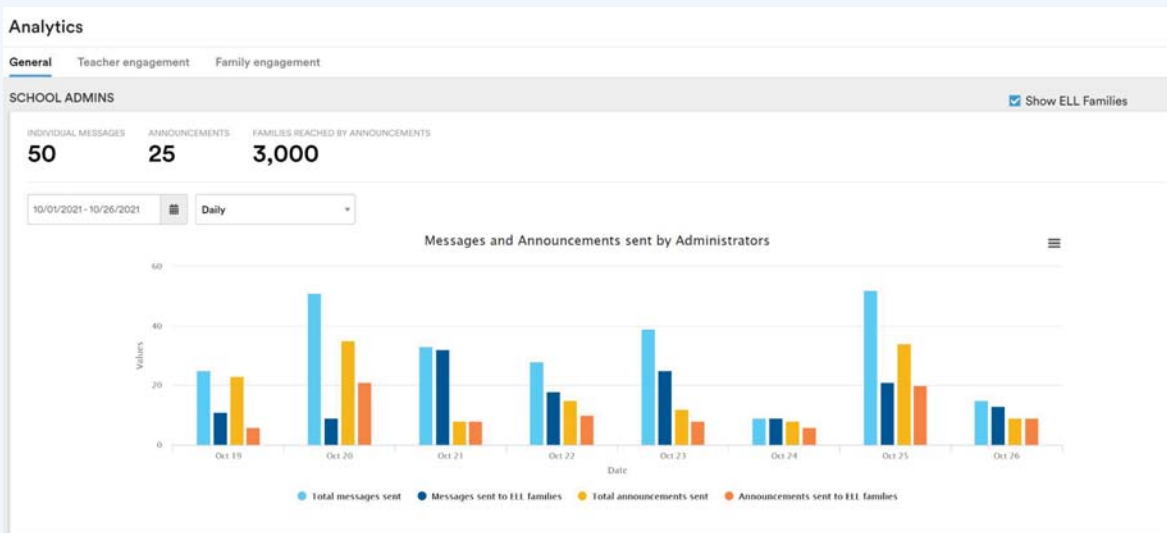 Analytics
General Teacher engagement Family engagement
SCHOOL ADMINS
Show ELL Families
INDIVIDUAL MESSAGES ANNOUNCEMENTS FAMILIES REACHED BY ANNOUNCEMENTS
50 25 3,000
10/01/2021 - 10/26/2021 Daily
Messages and Announcements sent by Administrators
60
40
20
0
Values
Oct 19 Oct 20 Oct 21 Oct 22 Oct 23 Oct 24 Oct 25 Oct 26
Date
Total messages sent Messages sent to ELL families Total announcements sent Announcements sent to ELL families